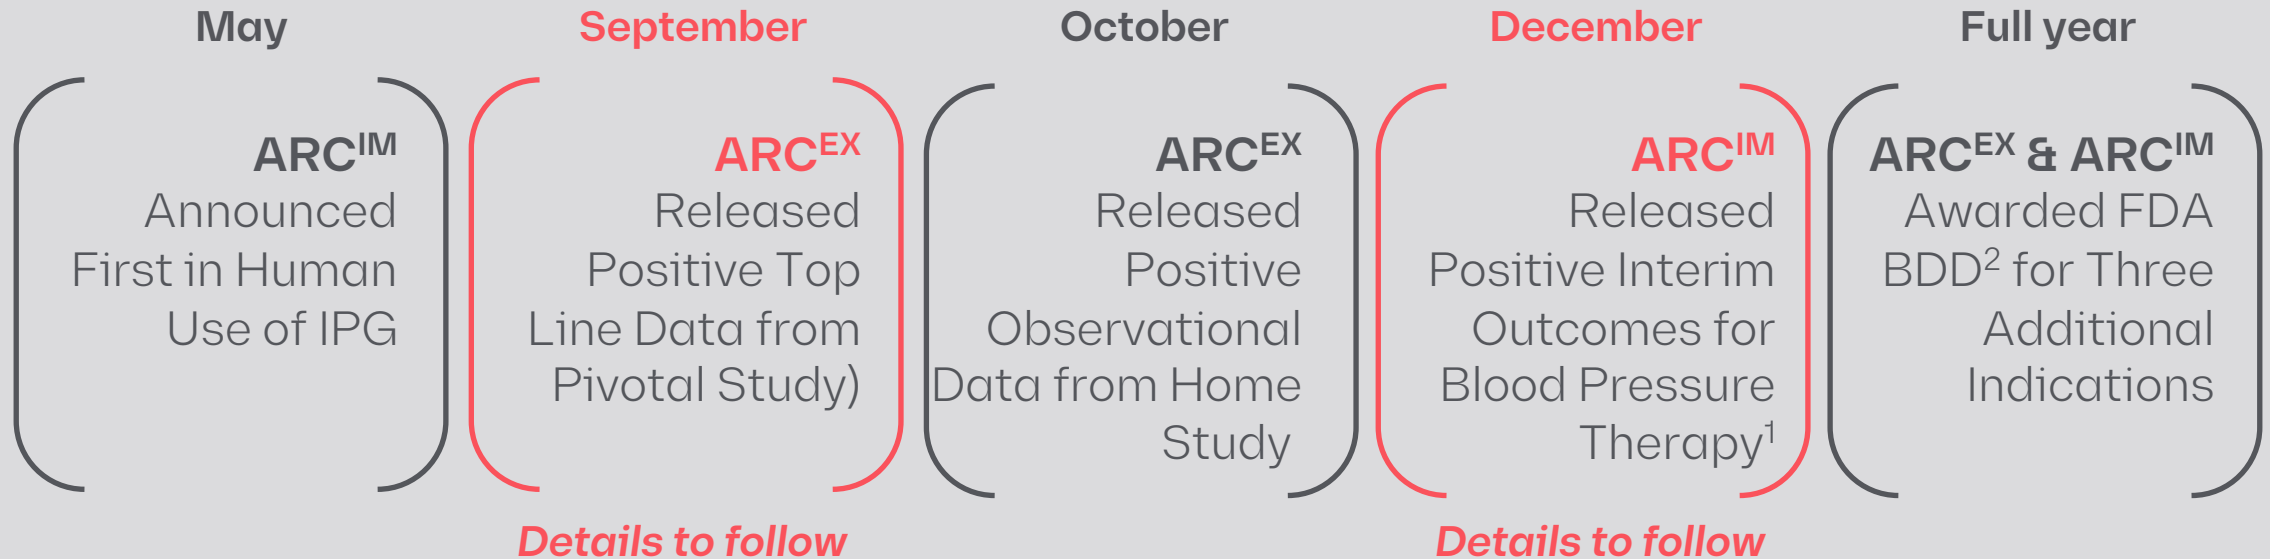 May
ARCIM
Announced
First in Human
Use of IPG
September
ARCEX
Released
Positive Top
Line Data from
Pivotal Study)
Details to follow
October
ARCEX
Released
Positive
Observational
Data from Home
Study
December
ARCIM
Released
Positive Interim
Outcomes for
Blood Pressure
Therapy1
Details to follow
Full year
ARCEX & ARCIM
Awarded FDA
BDD2 for Three
Additional
Indications